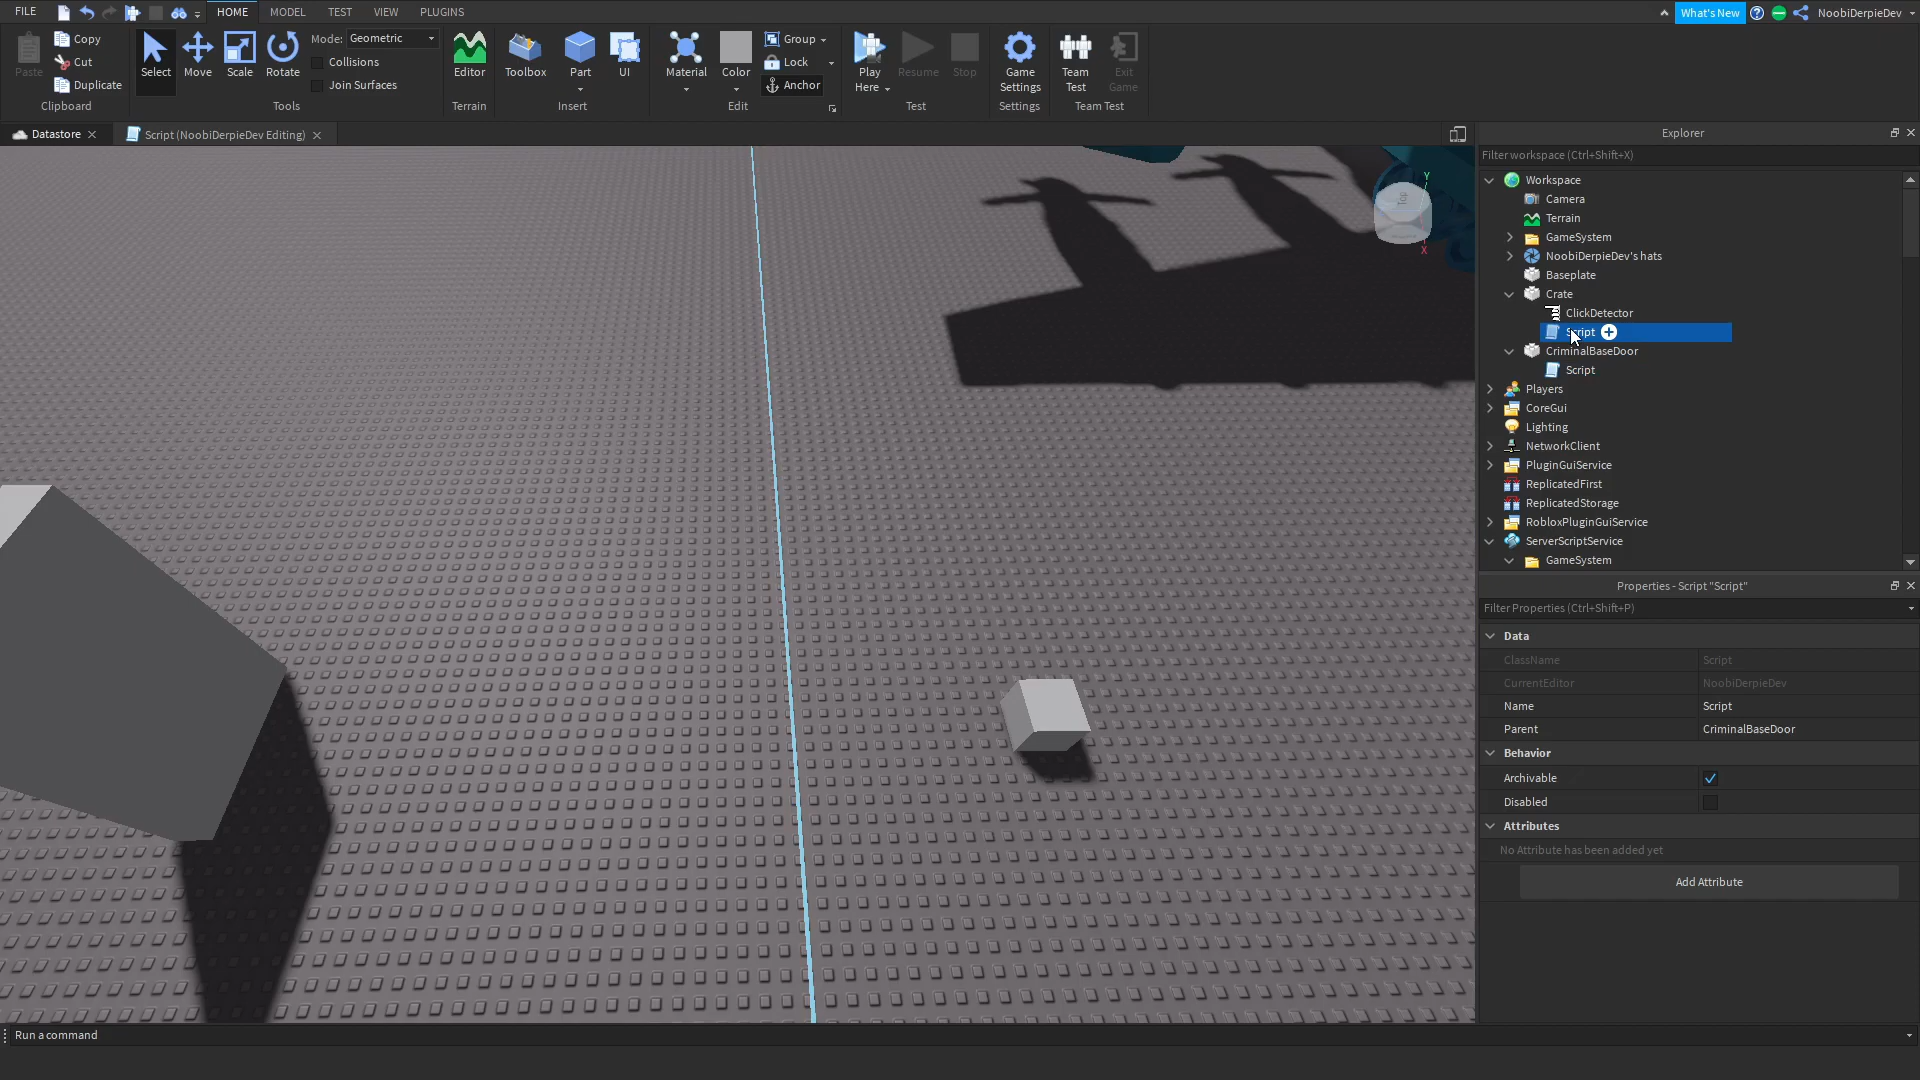 FILE
HOME
MODEL
TEST
VIEW
PLUGINS
What's New
NoobiDerpieDev
Paste
Copy
Cut
Duplicate
Clipboard
Select
Move
Scale
Rotate
Mode: Geometric
Collisions
Join Surfaces
Tools
Editor
Terrain
Toolbox
Part
UI
Insert
Material
Color
Group
Lock
Anchor
Edit
Play
Here
Resume
Stop
Test
Game
Settings
Settings
Team
Test
Exit
Game
Team Test
Datastore
Script (NoobiDerpieDev Editing)
Top
Y
X
Explorer
Filter workspace (Ctrl+Shift+X)
Workspace
Camera
Terrain
GameSystem
NoobiDerpieDev's hats
Baseplate
Crate
ClickDetector
Script
CriminalBaseDoor
Script
Players
CoreGui
Lighting
NetworkClient
PluginGuiService
ReplicatedFirst
ReplicatedStorage
RobloxPluginGuiService
ServerScriptService
GameSystem
Properties - Script "Script"
Filter Properties (Ctrl+Shift+P)
Data
ClassName Script
CurrentEditor NoobiDerpieDev
Name Script
Parent CriminalBaseDoor
Behavior
Archivable
Disabled
Attributes
No Attribute has been added yet
Add Attribute
Run a command